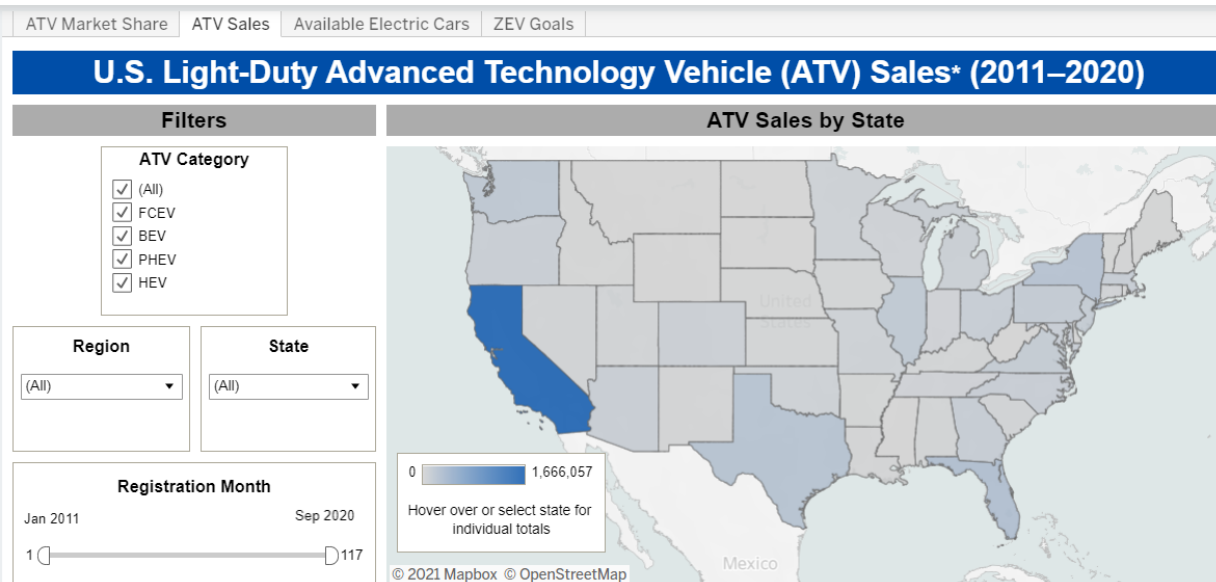 ATV Market Share
ATV Sales
Available Electric Cars
ZEV Goals
U.S. Light-Duty Advanced Technology Vehicle (ATV) Sales* (2011–2020)
Filters
ATV Category
(All)
FCEV
BEV
PHEV
HEV
Region
(All)
State
(All)
Registration Month
Jan 2011
Sep 2020
1
117
ATV Sales by State
United
States
0
1,666,057
Hover over or select state for
individual totals
Mexico
© 2021 Mapbox © OpenStreetMap